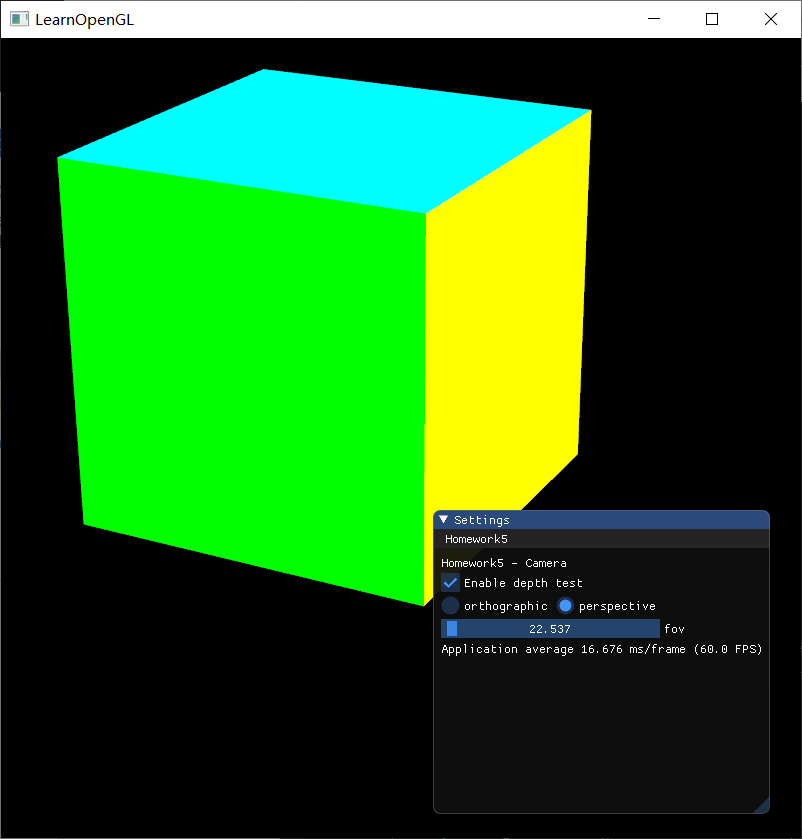 LearnOpenGL
Settings
Homework5
Homework5 - Camera
Enable depth test
orthographic perspective
22.537 fov
Application average 16.676 ms/frame (60.0 FPS)